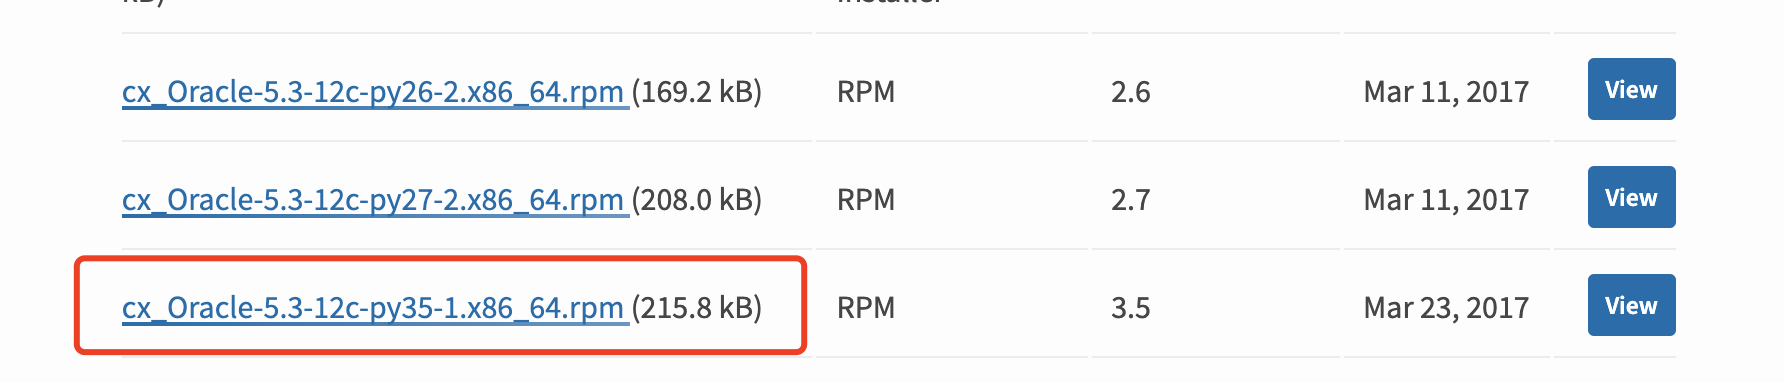 kB) Installer
cx_Oracle-5.3-12c-py26-2.x86_64.rpm (169.2 kB) RPM 2.6 Mar 11, 2017 View
cx_Oracle-5.3-12c-py27-2.x86_64.rpm (208.0 kB) RPM 2.7 Mar 11, 2017 View
cx_Oracle-5.3-12c-py35-1.x86_64.rpm (215.8 kB) RPM 3.5 Mar 23, 2017 View